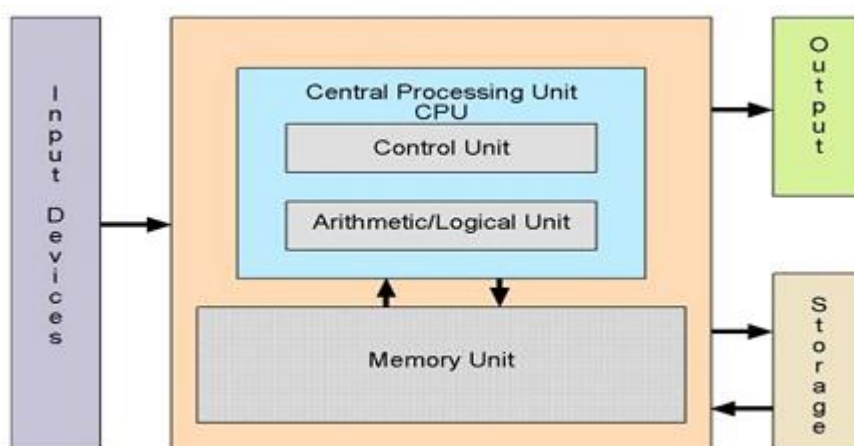 Input Devices
Central Processing Unit
CPU
Control Unit
Arithmetic/Logical Unit
Memory Unit
Output
Storage